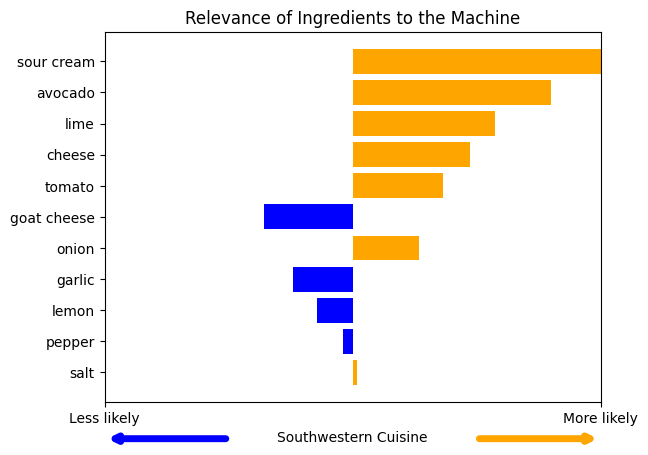 Relevance of Ingredients to the Machine
sour cream
avocado
lime
cheese
tomato
goat cheese
onion
garlic
lemon
pepper
salt
Less likely
More likely
Southwestern Cuisine